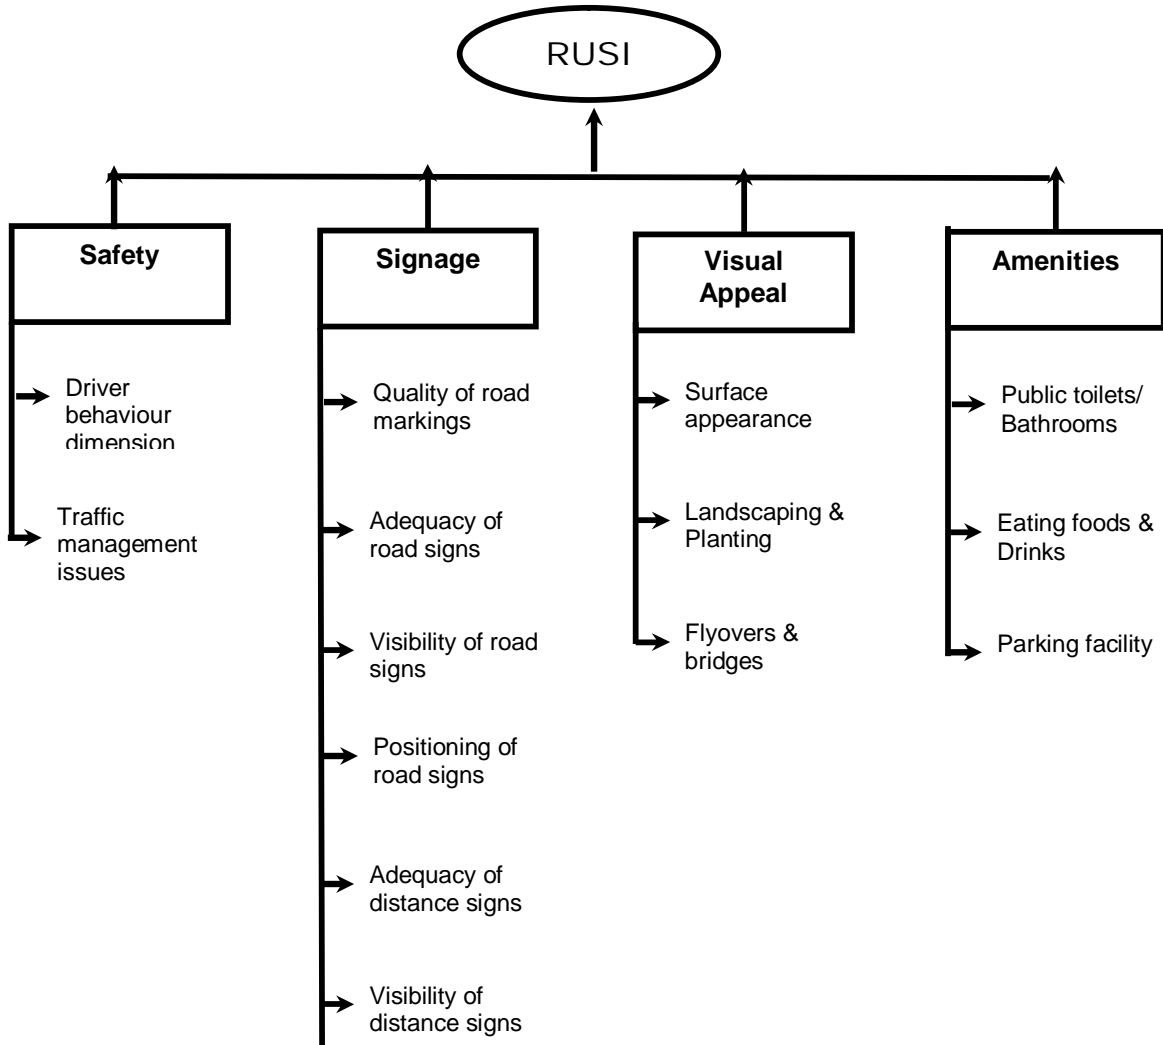 RUSI
Safety
Driver
behaviour
dimension
Traffic
management
issues
Signage
Quality of road
markings
Adequacy of
road signs
Visibility of road
signs
Positioning of
road signs
Adequacy of
distance signs
Visibility of
distance signs
Visual
Appeal
Surface
appearance
Landscaping &
Planting
Flyovers &
bridges
Amenities
Public toilets/
Bathrooms
Eating foods &
Drinks
Parking facility